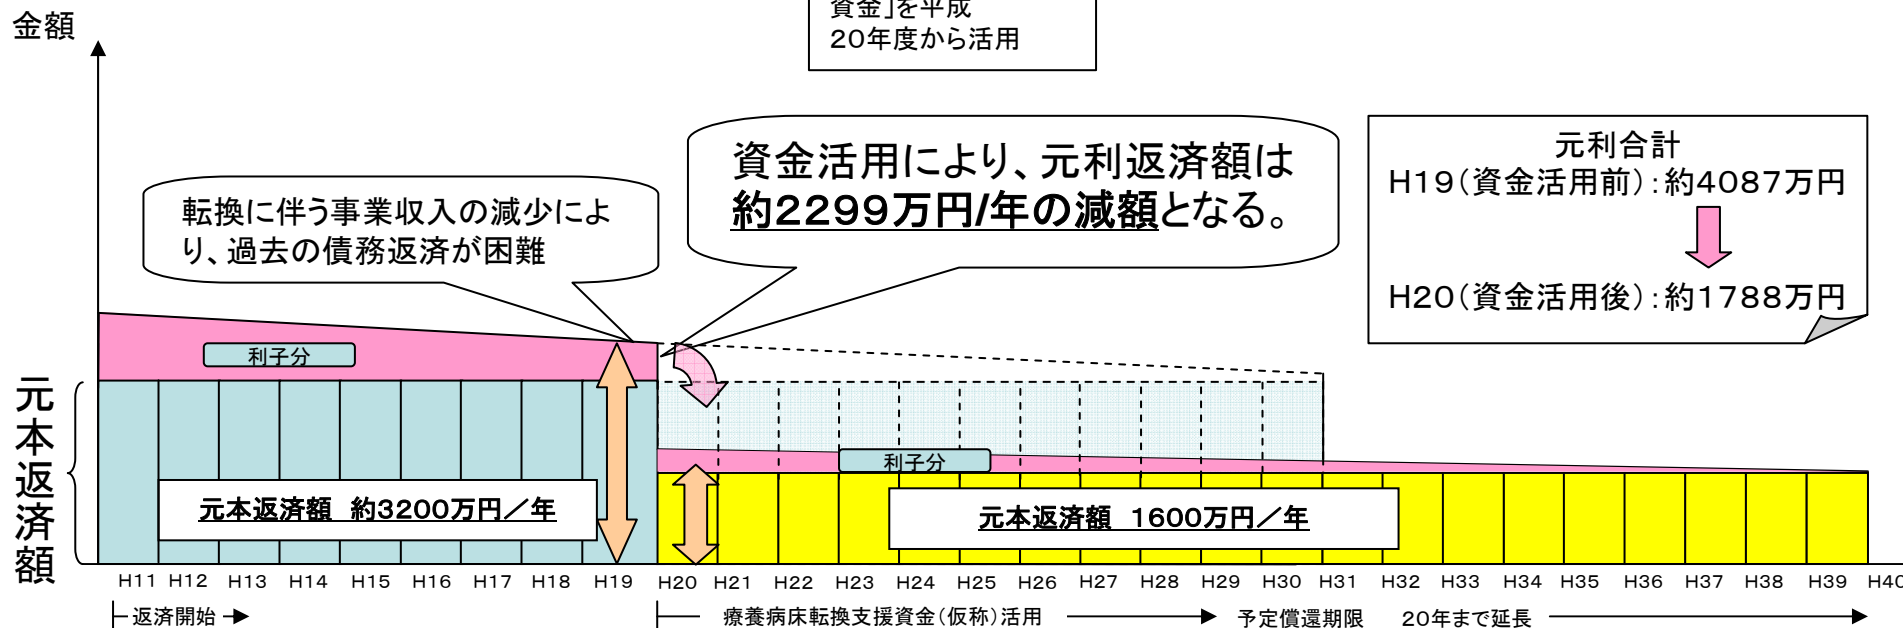 資金」を平成
20年度から活用
金額
資金活用により、元利返済額は
約2299万円/年の減額となる。
元利合計
H19(資金活用前):約4087万円
H20(資金活用後):約1788万円
転換に伴う事業収入の減少によ
り、過去の債務返済が困難
利子分
利子分
元本返済額
元本返済額 約3200万円/年
元本返済額 1600万円/年
H11 H12 H13 H14 H15 H16 H17 H18 H19 H20 H21 H22 H23 H24 H25 H26 H27 H28 H29 H30 H31 H32 H33 H34 H35 H36 H37 H38 H39 H40
返済開始
療養病床転換支援資金(仮称)活用
予定償還期限 20年まで延長